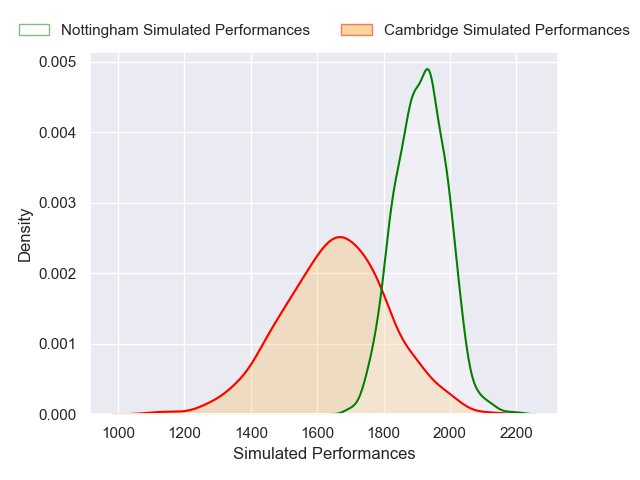 Nottingham Simulated Performances Cambridge Simulated Performances
0.005
0.004
0.003
0.002
0.001
0.000
Density
1000 1200 1400 1600 1800 2000 2200
Simulated Performances